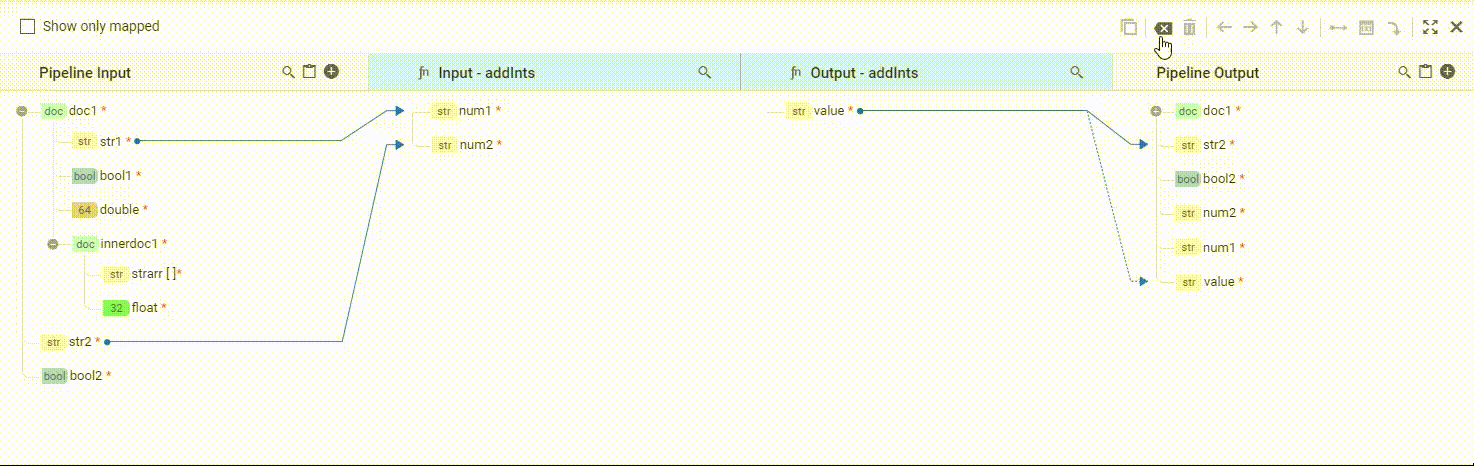 Show only mapped
Pipeline Input
fn Input - addInts
fn Output - addInts
Pipeline Output
doc doc1 *
str str1 *
bool bool1 *
64 double *
doc innerdoc1 *
str strarr [ ]*
32 float *
str str2 *
bool bool2 *
str num1 *
str num2 *
str value *
doc doc1 *
str str2 *
bool bool2 *
str num2 *
str num1 *
str value *